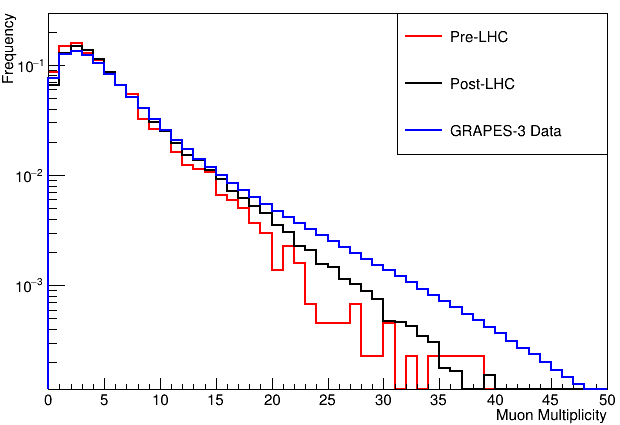 Frequency
10⁻¹
10⁻²
10⁻³
Pre-LHC
Post-LHC
GRAPES-3 Data
0 5 10 15 20 25 30 35 40 45 50
Muon Multiplicity